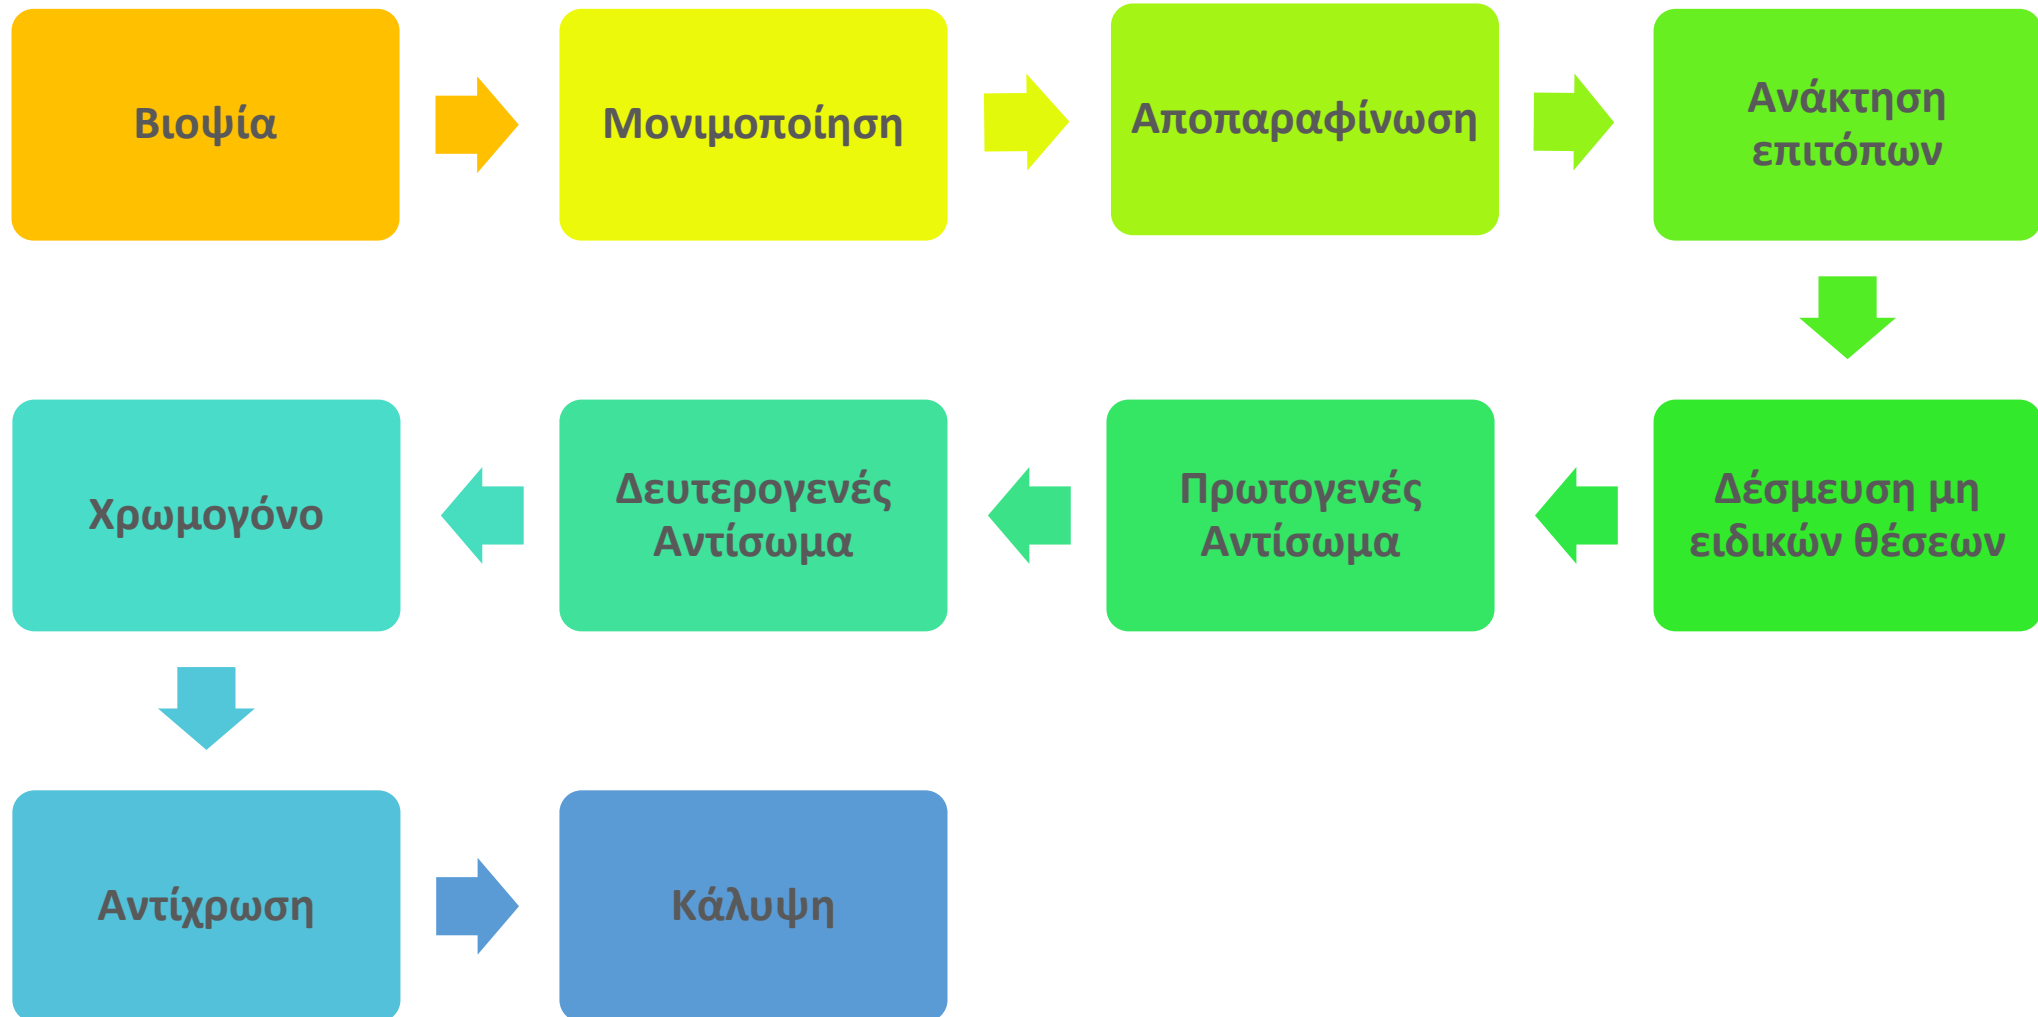 Βιοψία
Μονιμοποίηση
Αποπαραφίνωση
Ανάκτηση
επιτόπων
Δέσμευση μη
ειδικών θέσεων
Πρωτογενές
Αντίσωμα
Δευτερογενές
Αντίσωμα
Χρωμογόνο
Αντίχρωση
Κάλυψη